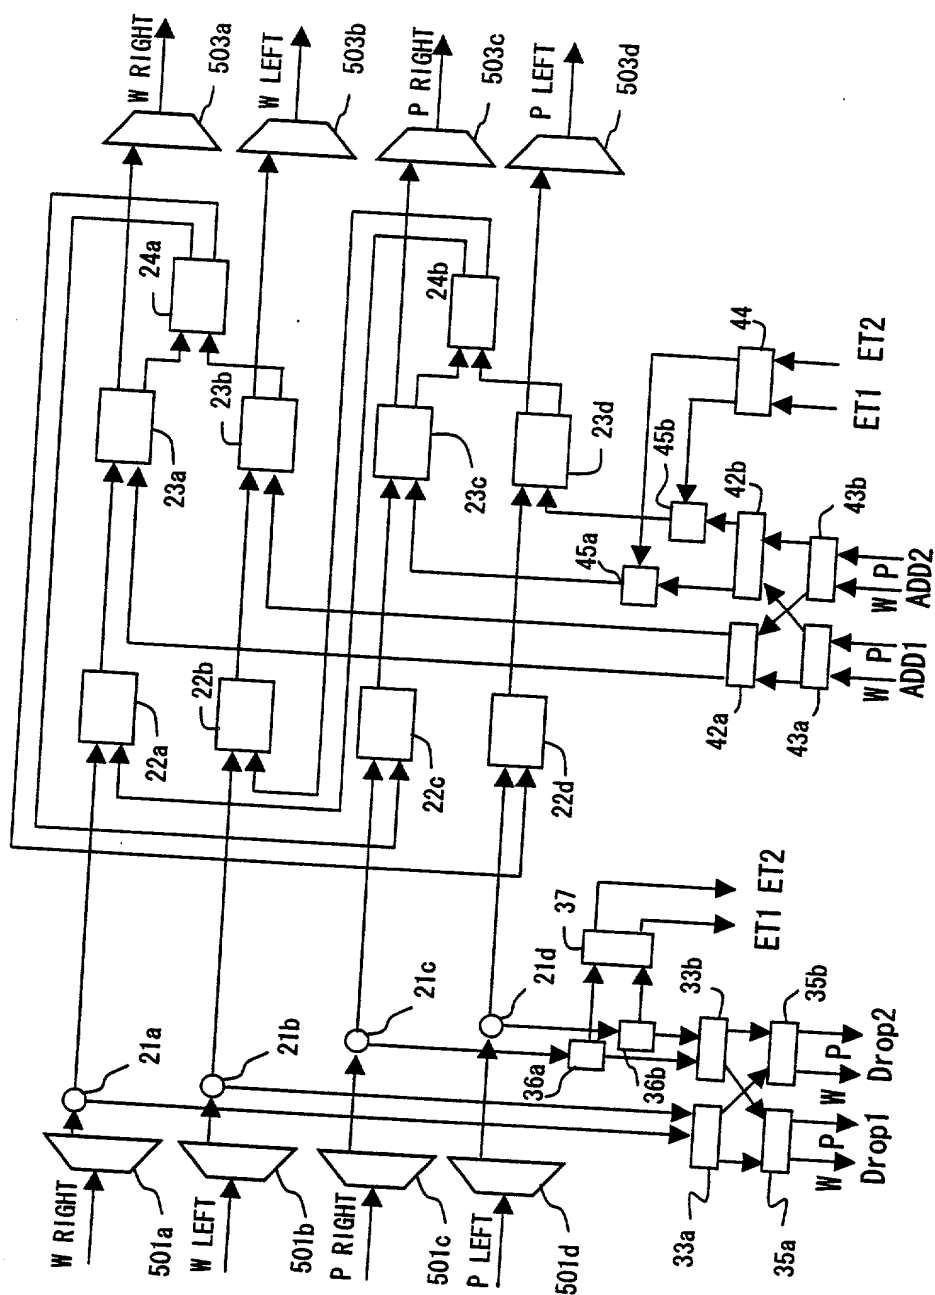 W RIGHT
503a
W LEFT
503b
P RIGHT
503c
P LEFT
503d
24a
24b
23a
23b
23c
23d
44
ET1
ET2
45a
45b
42b
43b
W
P
ADD2
W
P
ADD1
42a
43a
22a
22b
22c
22d
37
ET1
ET2
21a
21b
21c
21d
36a
36b
33b
35b
W
P
Drop2
W
P
Drop1
33a
35a
W RIGHT
501a
W LEFT
501b
P RIGHT
501c
P LEFT
501d